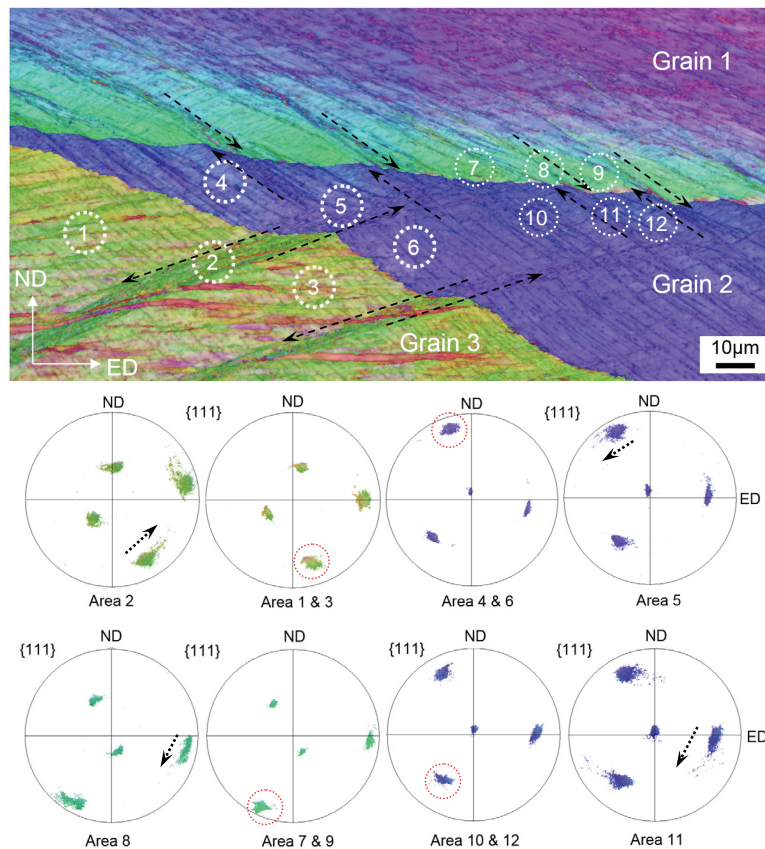 Grain 1
7
8
9
4
5
10
11
12
1
2
6
3
ND
Grain 2
Grain 3
ED
10μm
ND
{111}
ND
ND
{111}
ND
ED
Area 2
Area 1 & 3
Area 4 & 6
Area 5
{111}
ND
{111}
ND
{111}
ND
{111}
ND
ED
Area 8
Area 7 & 9
Area 10 & 12
Area 11